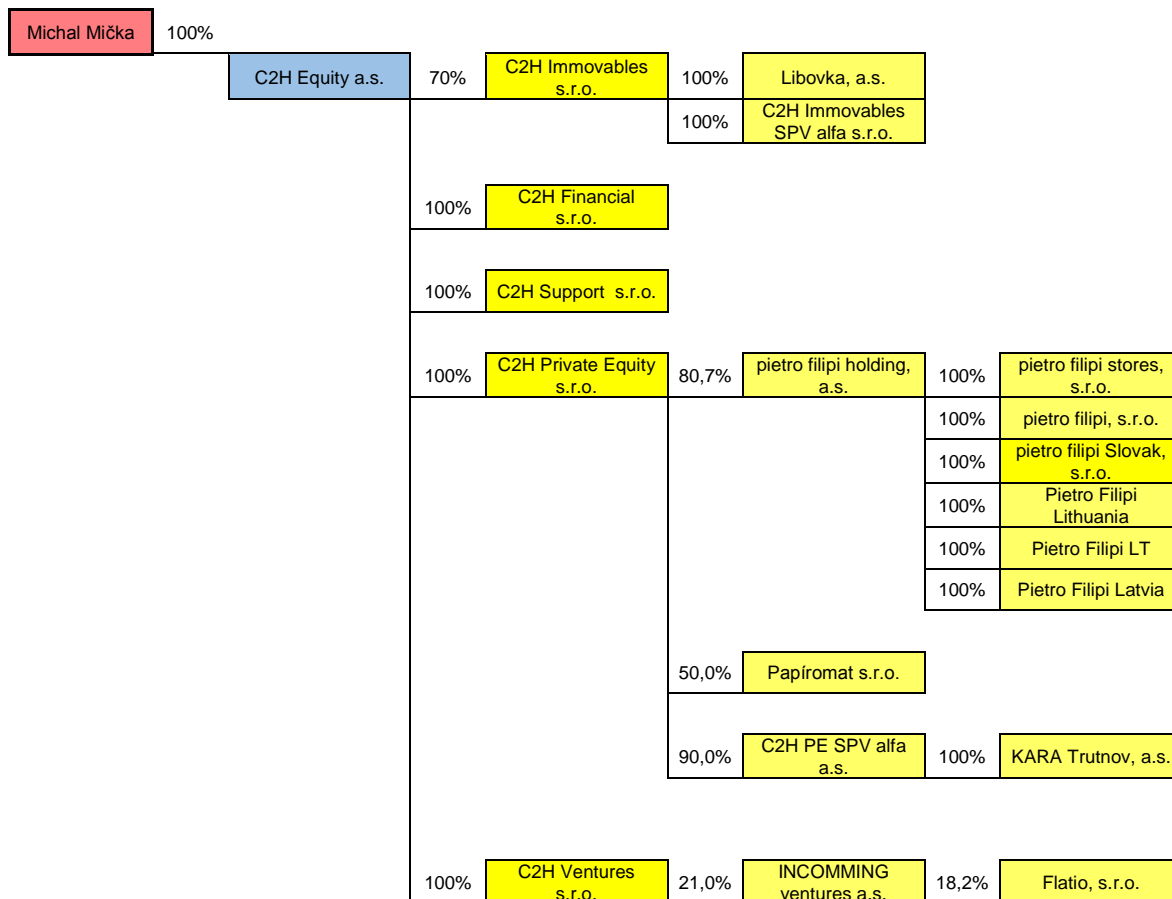 Michal Mička 100%
C2H Equity a.s. 70% C2H Immovables
s.r.o. 100% Libovka, a.s.
100% C2H Immovables
SPV alfa s.r.o.
100% C2H Financial
s.r.o.
100% C2H Support  s.r.o.
100% C2H Private Equity
s.r.o. 80,7% pietro filipi holding,
a.s. 100% pietro filipi stores,
s.r.o.
100% pietro filipi, s.r.o.
100% pietro filipi Slovak,
s.r.o.
100% Pietro Filipi
Lithuania
100% Pietro Filipi LT
100% Pietro Filipi Latvia
50,0% Papíromat s.r.o.
90,0% C2H PE SPV alfa
a.s. 100% KARA Trutnov, a.s.
100% C2H Ventures
s.r.o. 21,0% INCOMMING
ventures a.s. 18,2% Flatio, s.r.o.